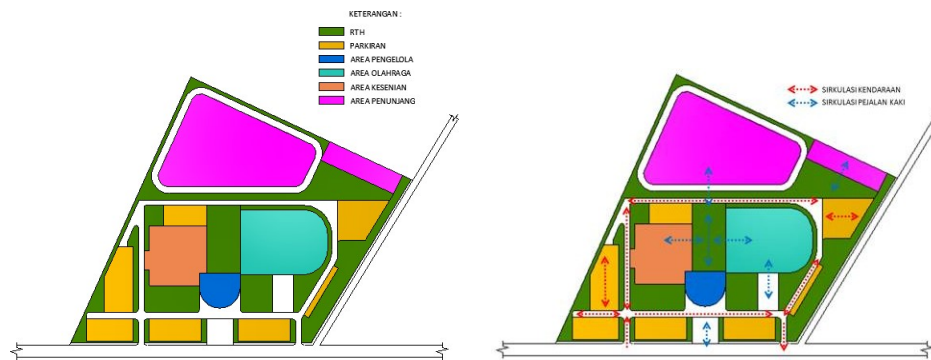 KETERANGAN :
RTH
PARKIRAN
AREA PENGELOLA
AREA OLAHRAGA
AREA KESENIAN
AREA PENUNJANG
SIRKULASI KENDARAAN
SIRKULASI PEJALAN KAKI